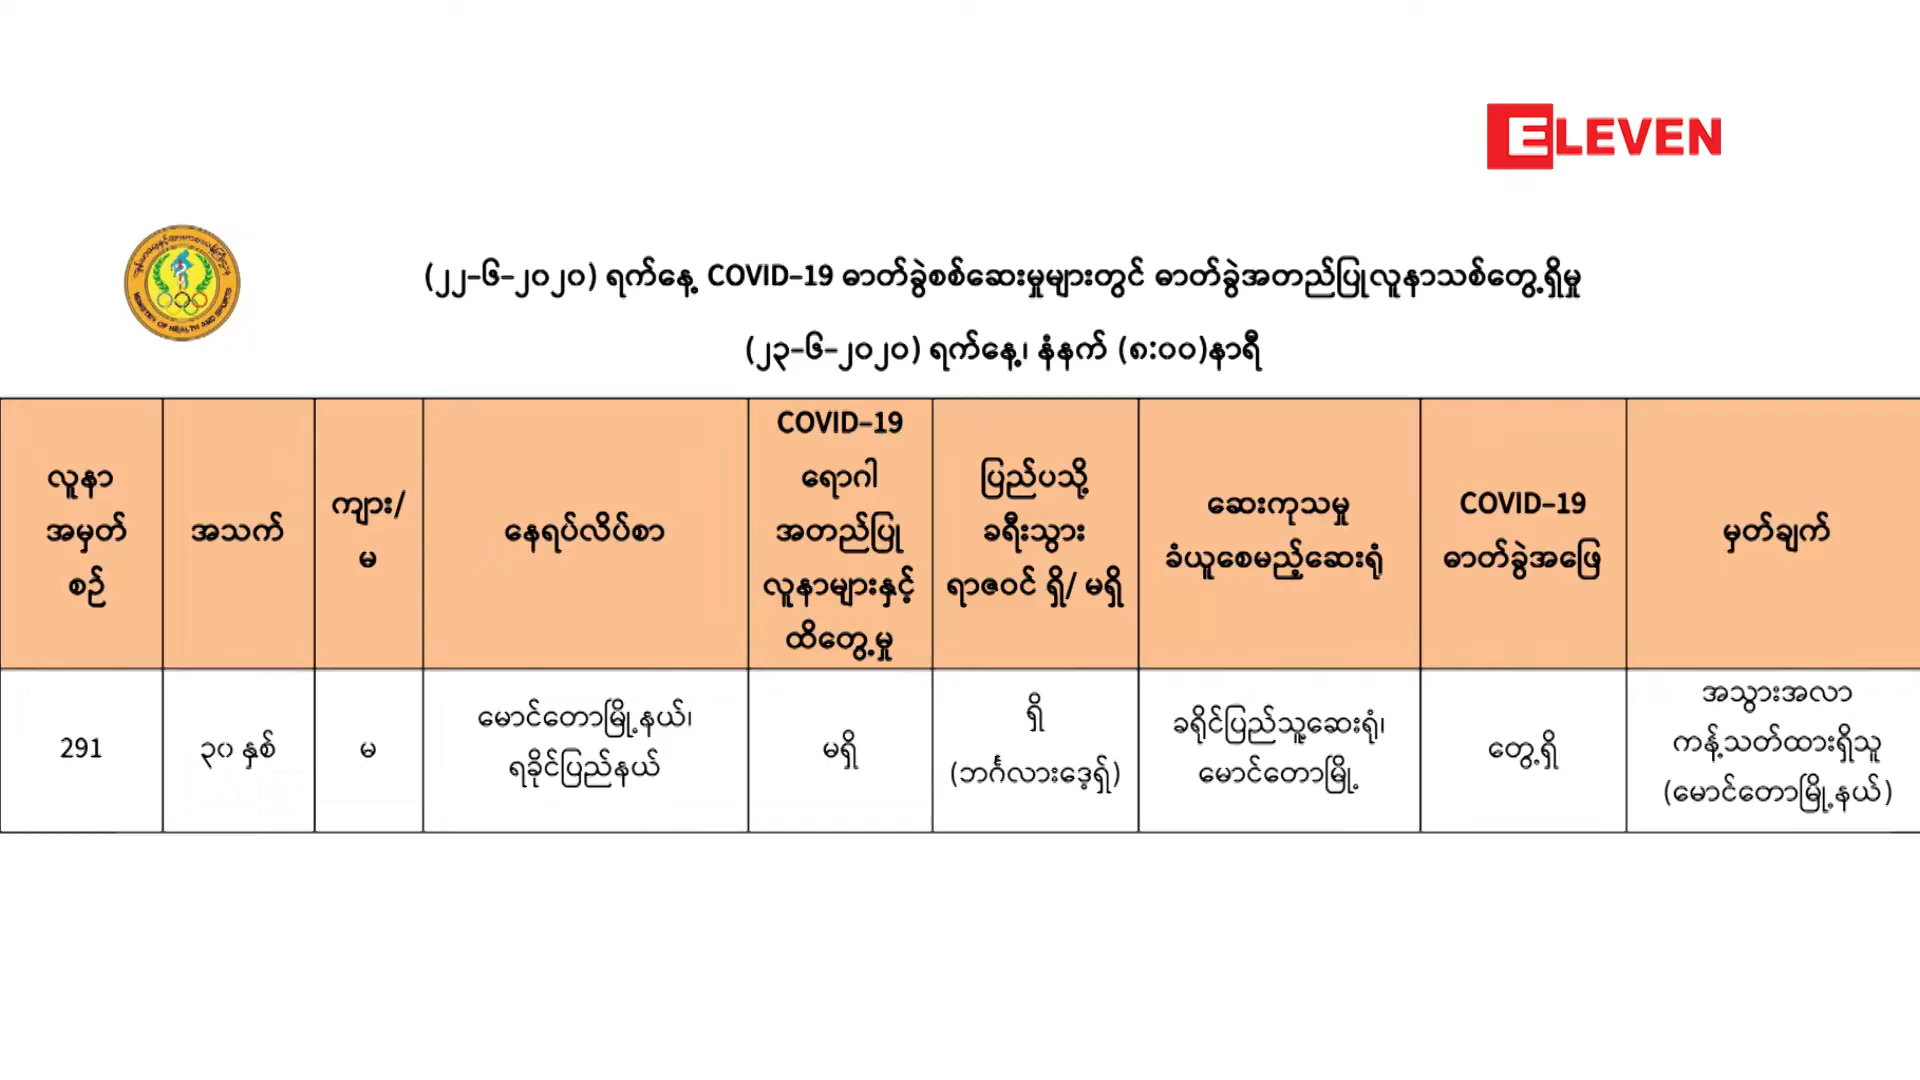 ELEVEN
MINISTRY OF HEALTH AND SPORTS
(၂၂-၆-၂၀၂၀) ရက်နေ့ COVID-19 ဓာတ်ခွဲစစ်ဆေးမှုများတွင် ဓာတ်ခွဲအတည်ပြုလူနာသစ်တွေ့ရှိမှု
(၂၃-၆-၂၀၂၀) ရက်နေ့၊ နံနက် (၈:၀၀)နာရီ
လူနာ
အမှတ်
စဉ်
အသက်
ကျား/
မ
နေရပ်လိပ်စာ
COVID-19
ရောဂါ
အတည်ပြု
လူနာများနှင့်
ထိတွေ့မှု
ပြည်ပသို့
ခရီးသွား
ရာဇဝင် ရှိ/ မရှိ
ဆေးကုသမှု
ခံယူစေမည့်ဆေးရုံ
COVID-19
ဓာတ်ခွဲအဖြေ
မှတ်ချက်
291
၃၀ နှစ်
မ
မောင်တောမြို့နယ်၊
ရခိုင်ပြည်နယ်
မရှိ
ရှိ
(ဘင်္ဂလားဒေ့ရှ်)
ခရိုင်ပြည်သူ့ဆေးရုံ၊
မောင်တောမြို့
တွေ့ရှိ
အသွားအလာ
ကန့်သတ်ထားရှိသူ
(မောင်တောမြို့နယ်)